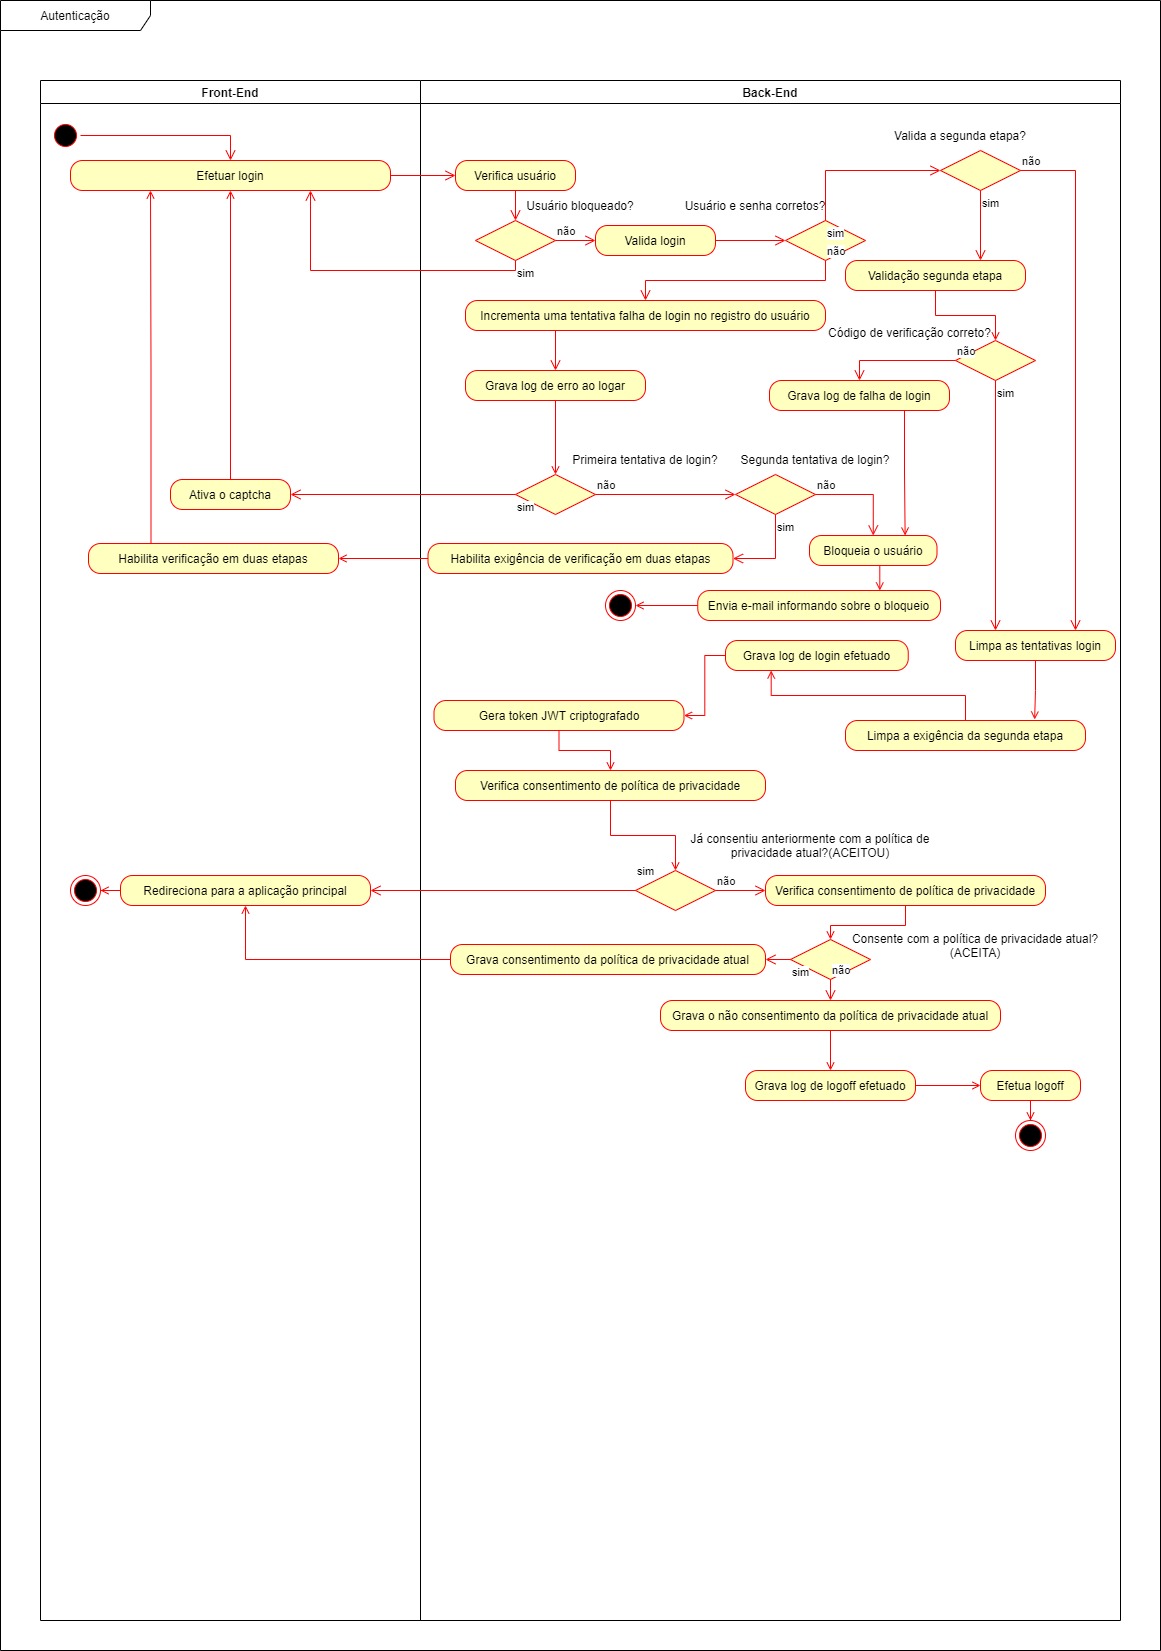 Autenticação
Front-End
Back-End
Valida a segunda etapa?
não
sim
Efetuar login
Verifica usuário
Usuário bloqueado?
não
sim
Valida login
Usuário e senha corretos?
sim
não
Validação segunda etapa
Incrementa uma tentativa falha de login no registro do usuário
Código de verificação correto?
não
sim
Grava log de erro ao logar
Grava log de falha de login
Primeira tentativa de login?
não
sim
Segunda tentativa de login?
não
sim
Ativa o captcha
Bloqueia o usuário
Habilita verificação em duas etapas
Habilita exigência de verificação em duas etapas
Envia e-mail informando sobre o bloqueio
Limpa as tentativas login
Grava log de login efetuado
Gera token JWT criptografado
Limpa a exigência da segunda etapa
Verifica consentimento de política de privacidade
Já consentiu anteriormente com a política de
privacidade atual?(ACEITOU)
sim
não
Redireciona para a aplicação principal
Verifica consentimento de política de privacidade
Consente com a política de privacidade atual?
(ACEITA)
sim
não
Grava consentimento da política de privacidade atual
Grava o não consentimento da política de privacidade atual
Grava log de logoff efetuado
Efetua logoff